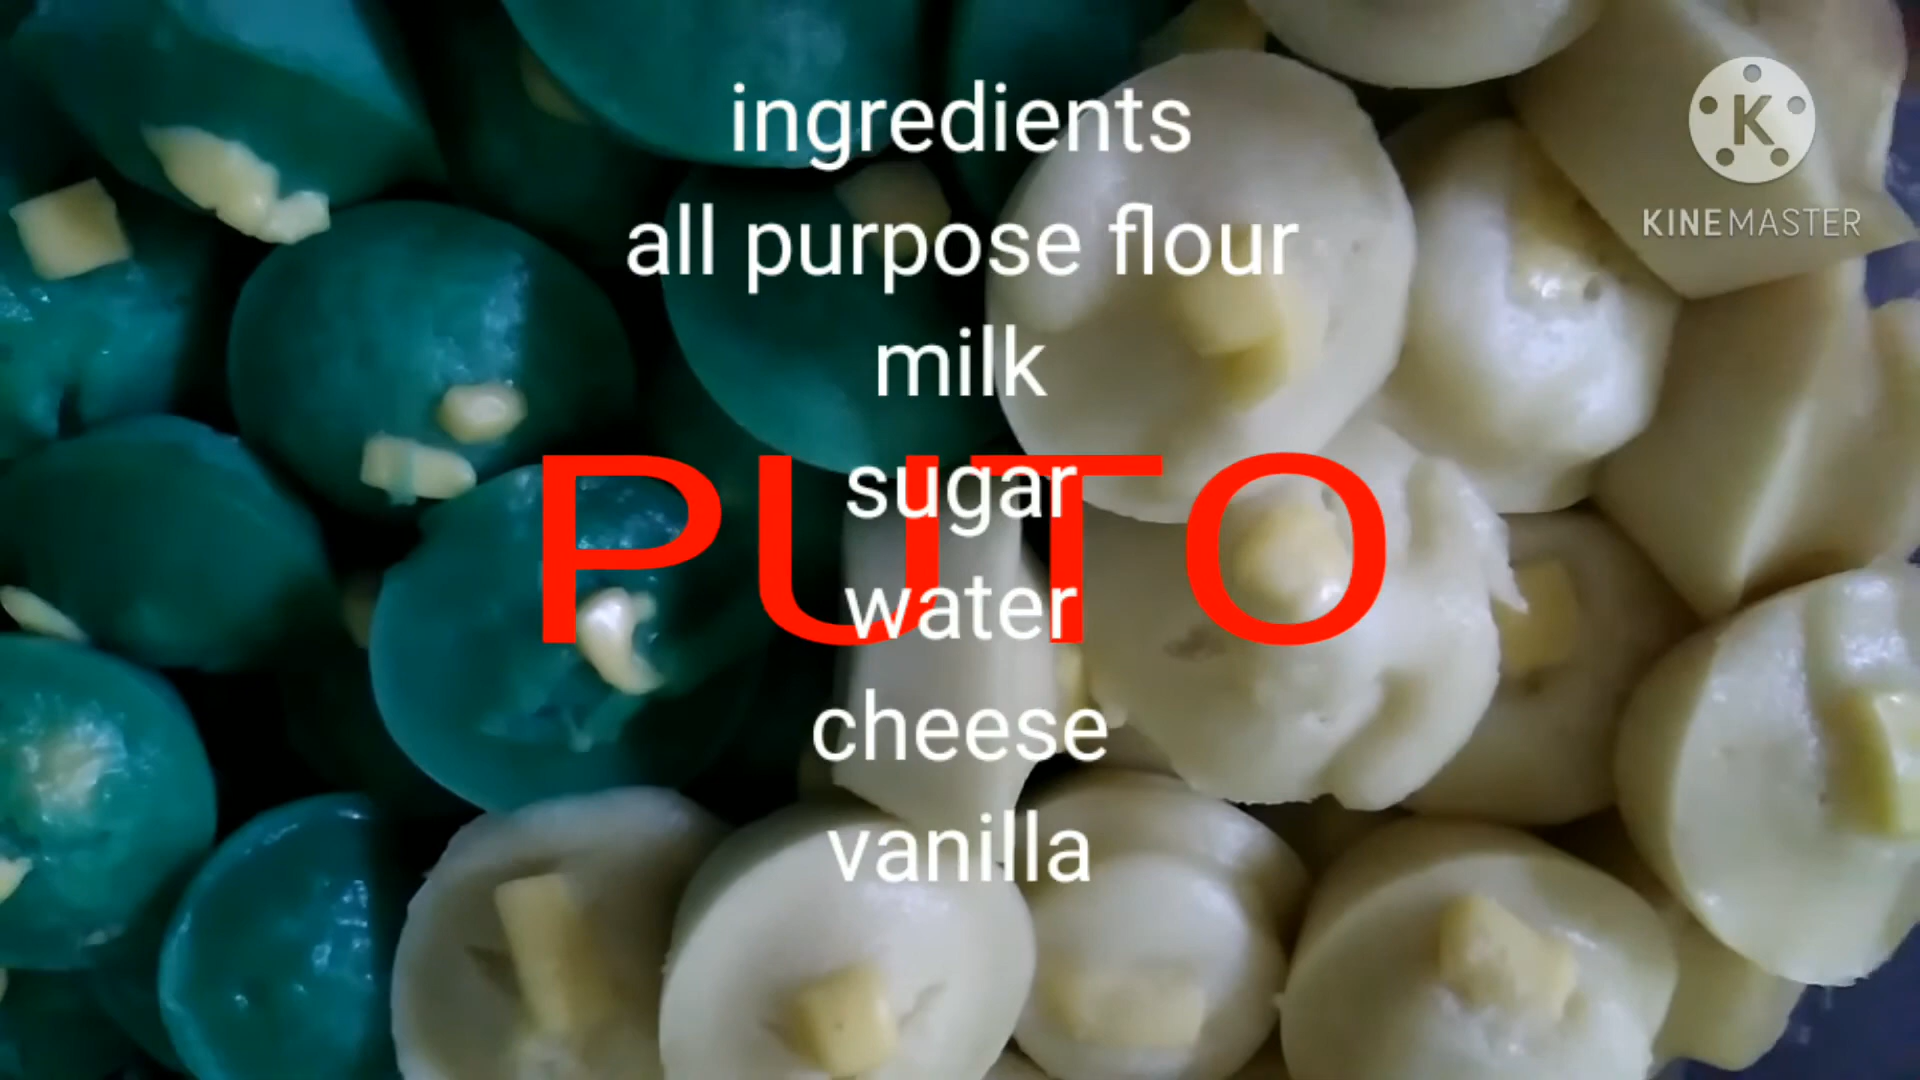 ingredients
all purpose flour
milk
sugar
PUTO
water
cheese
vanilla
K
KINEMASTER